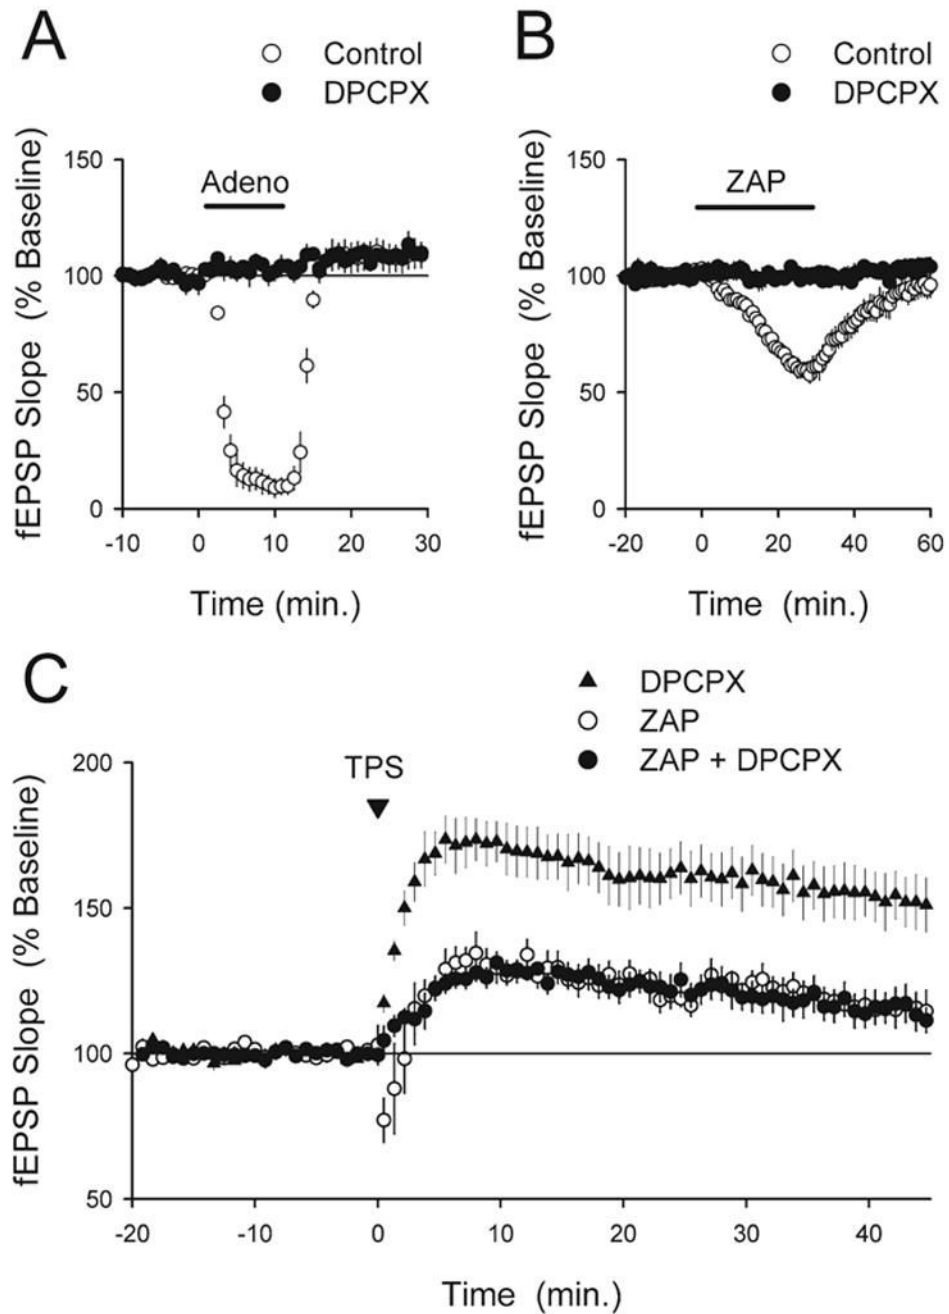 A
Control
DPCPX
fEPSP Slope (% Baseline)
150
100
50
0
Adeno
-10 0 10 20 30
Time (min.)
B
Control
DPCPX
fEPSP Slope (% Baseline)
150
100
50
0
ZAP
-20 0 20 40 60
Time (min.)
C
DPCPX
ZAP
ZAP + DPCPX
fEPSP Slope (% Baseline)
200
150
100
50
TPS
-20 -10 0 10 20 30 40
Time (min.)